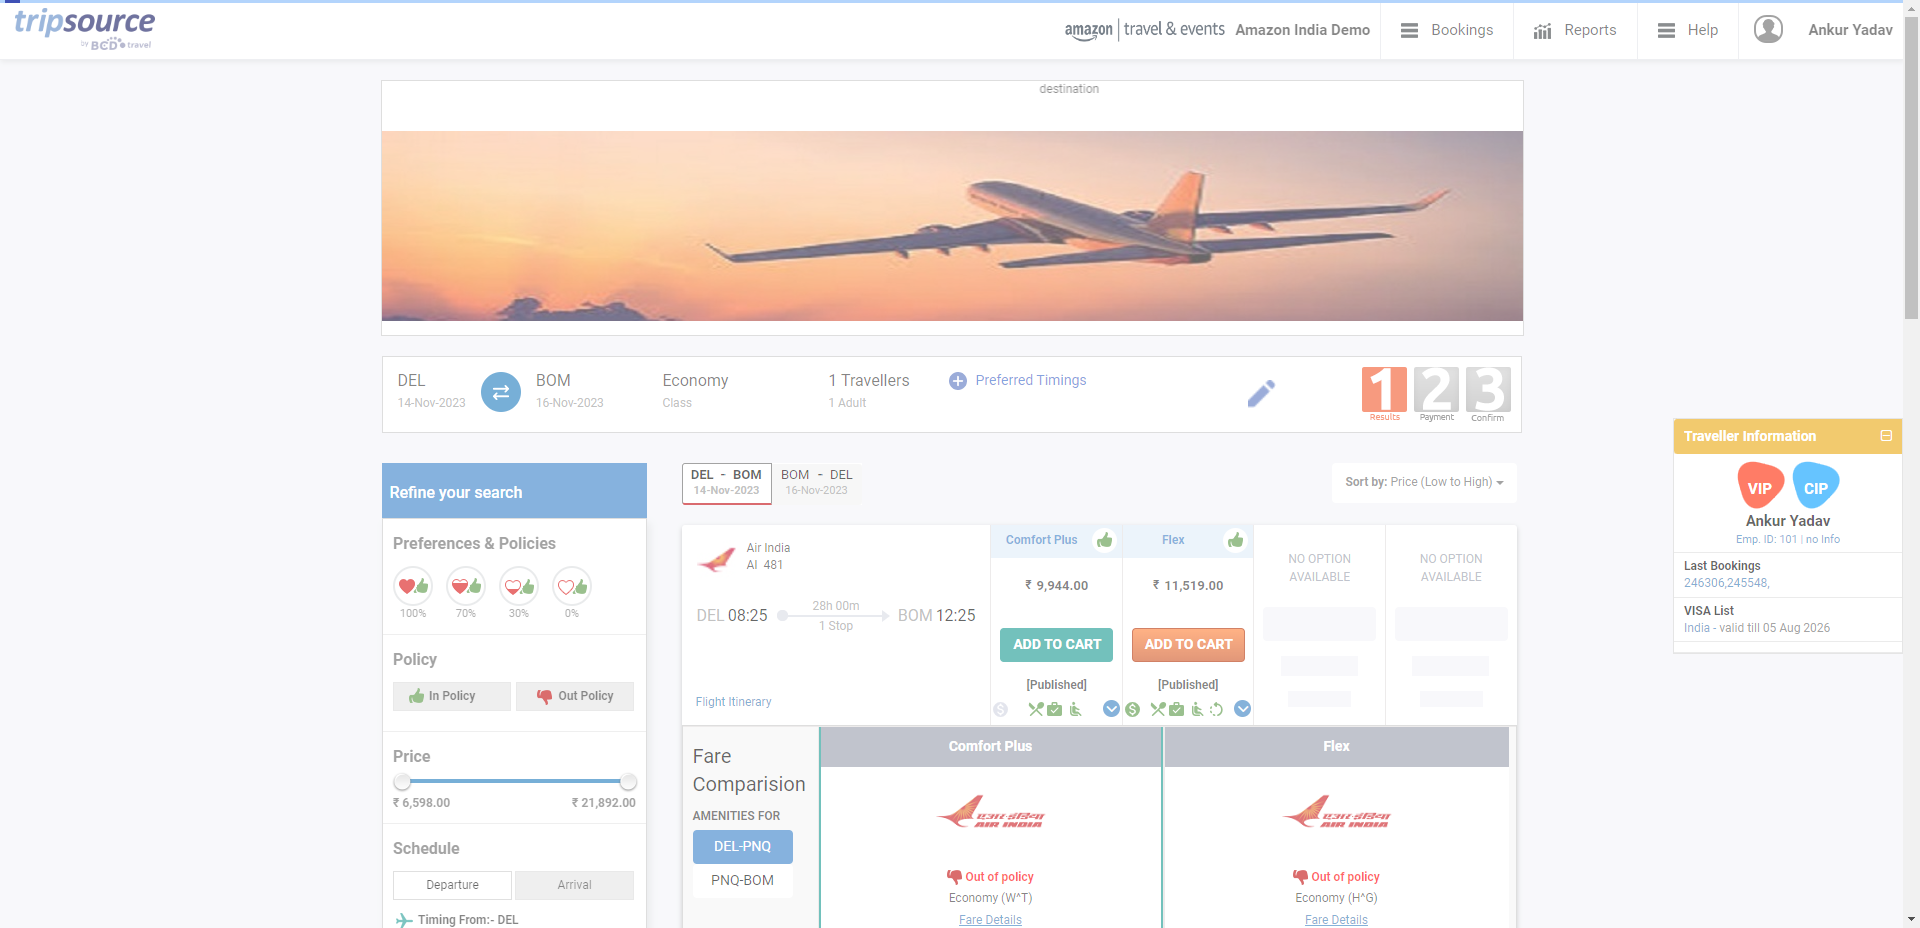 tripsource
by BCD travel
amazon travel & events
Amazon India Demo
Bookings
Reports
Help
Ankur Yadav
destination
DEL
14-Nov-2023
BOM
16-Nov-2023
Economy
Class
1 Travellers
1 Adult
Preferred Timings
1
Results
2
Payment
3
Confirm
Traveller Information
VIP
CIP
Ankur Yadav
Emp. ID: 101 | no Info
Last Bookings
246306,245548,
VISA List
India - valid till 05 Aug 2026
Refine your search
Preferences & Policies
100%
70%
30%
0%
Policy
In Policy
Out Policy
Price
₹ 6,598.00
₹ 21,892.00
Schedule
Departure
Arrival
Timing From:- DEL
DEL - BOM
14-Nov-2023
BOM - DEL
16-Nov-2023
Sort by: Price (Low to High)
Air India
AI 481
DEL 08:25
28h 00m
1 Stop
BOM 12:25
Flight Itinerary
Comfort Plus
₹ 9,944.00
ADD TO CART
[Published]
Flex
₹ 11,519.00
ADD TO CART
[Published]
NO OPTION
AVAILABLE
NO OPTION
AVAILABLE
Fare
Comparision
AMENITIES FOR
DEL-PNQ
PNQ-BOM
Comfort Plus
एअर-इंडिया
AIR INDIA
Out of policy
Economy (W^T)
Fare Details
Flex
एअर-इंडिया
AIR INDIA
Out of policy
Economy (H^G)
Fare Details